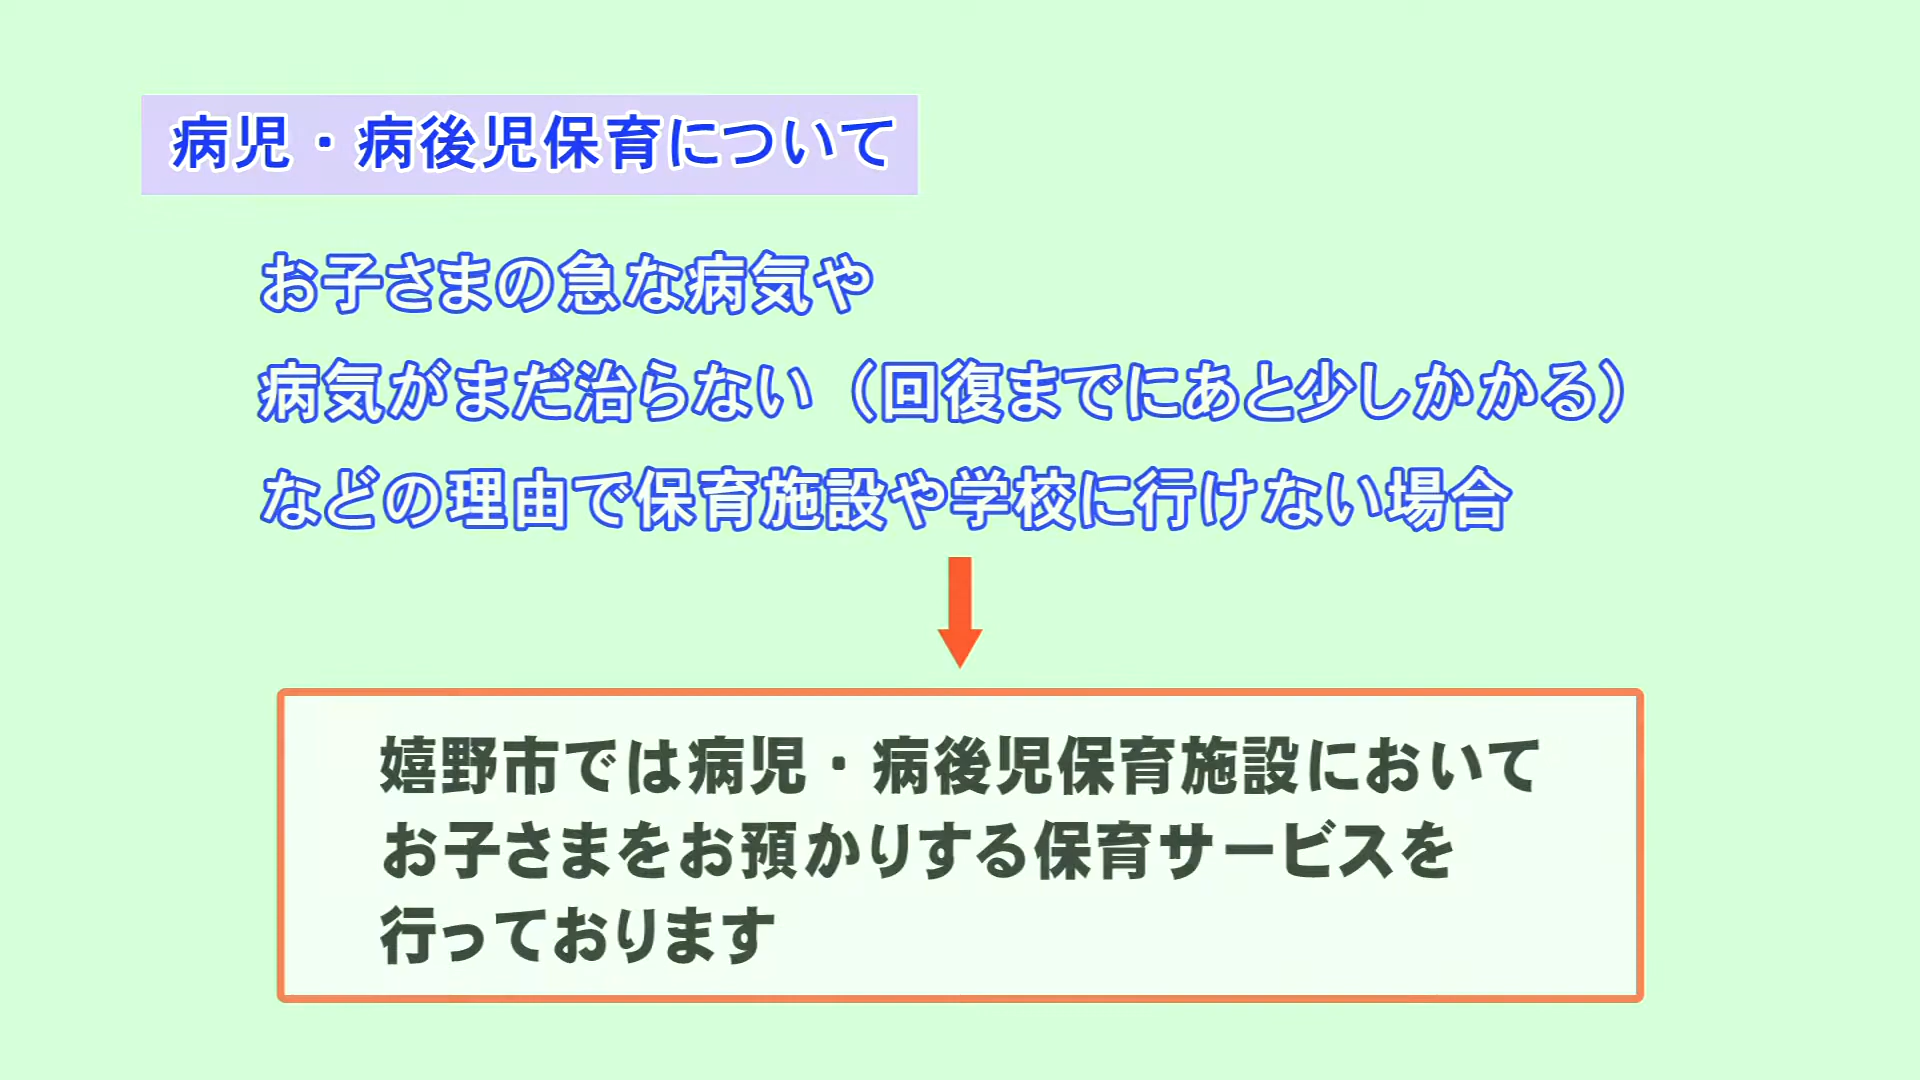 病児・病後児保育について
お子さまの急な病気や
病気がまだ治らない（回復までにあと少しかかる）
などの理由で保育施設や学校に行けない場合
嬉野市では病児・病後児保育施設において
お子さまをお預かりする保育サービスを
行っております